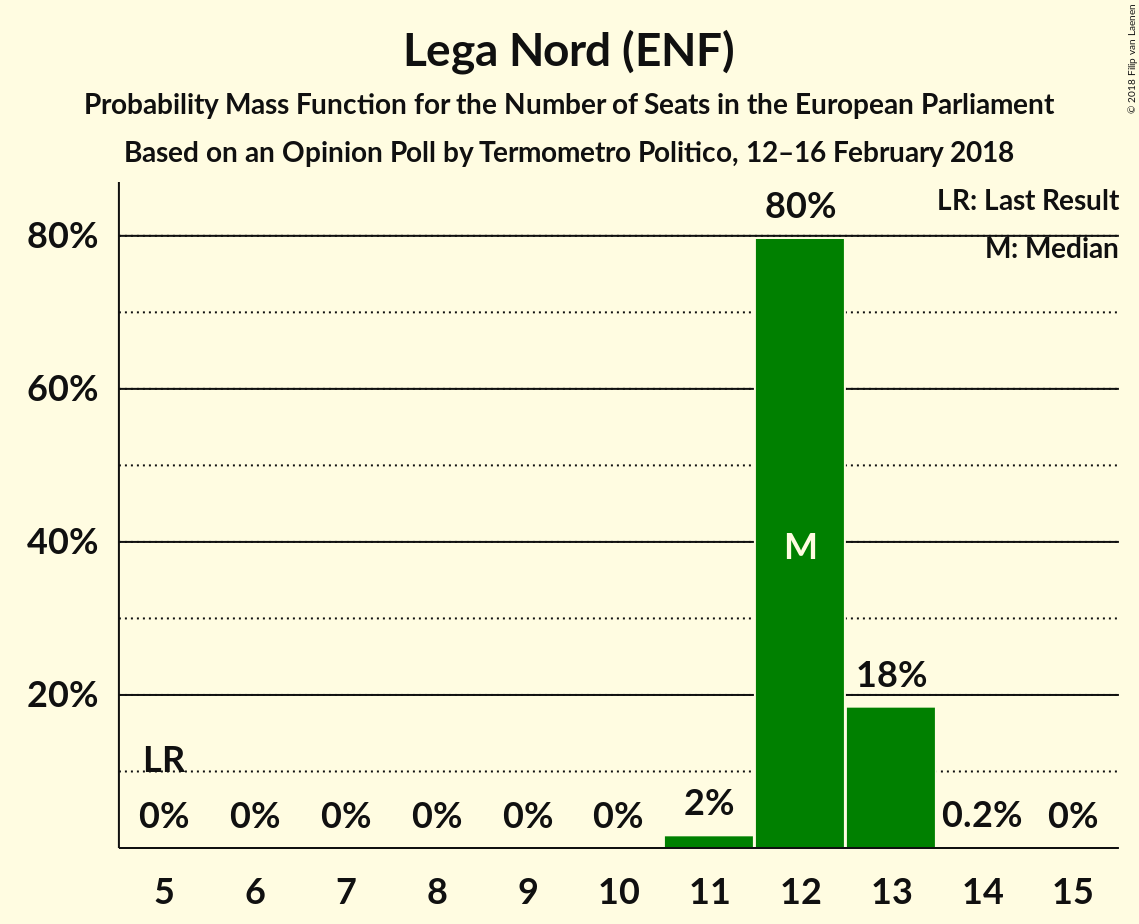 Lega Nord (ENF)
Probability Mass Function for the Number of Seats in the European Parliament
Based on an Opinion Poll by Termometro Politico, 12–16 February 2018
© 2018 Filip van Laenen
LR: Last Result
M: Median
80%
60%
40%
20%
LR
M
0% 0% 0% 0% 0% 0% 2% 80% 18% 0.2% 0%
5 6 7 8 9 10 11 12 13 14 15